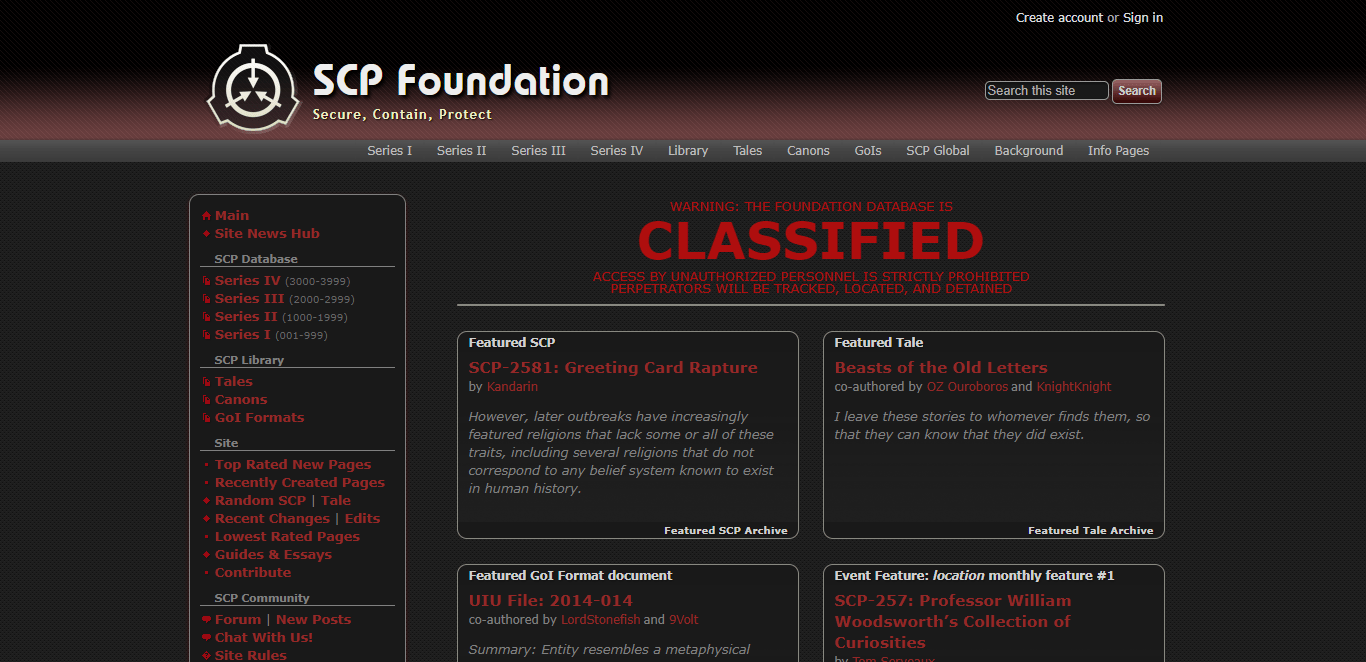 Create account or Sign in
SCP Foundation
Secure, Contain, Protect
Search this site
Search
Series I Series II Series III Series IV Library Tales Canons GoIs SCP Global Background Info Pages
Main
Site News Hub
SCP Database
Series IV (3000-3999)
Series III (2000-2999)
Series II (1000-1999)
Series I (001-999)
SCP Library
Tales
Canons
GoI Formats
Site
Top Rated New Pages
Recently Created Pages
Random SCP | Tale
Recent Changes | Edits
Lowest Rated Pages
Guides & Essays
Contribute
SCP Community
Forum | New Posts
Chat With Us!
Site Rules
WARNING: THE FOUNDATION DATABASE IS
CLASSIFIED
ACCESS BY UNAUTHORIZED PERSONNEL IS STRICTLY PROHIBITED
PERPETRATORS WILL BE TRACKED, LOCATED, AND DETAINED
Featured SCP
SCP-2581: Greeting Card Rapture
by Kandarin
However, later outbreaks have increasingly
featured religions that lack some or all of these
traits, including several religions that do not
correspond to any belief system known to exist
in human history.
Featured SCP Archive
Featured Tale
Beasts of the Old Letters
co-authored by OZ Ouroboros and KnightKnight
I leave these stories to whomever finds them, so
that they can know that they did exist.
Featured Tale Archive
Featured GoI Format document
UIU File: 2014-014
co-authored by LordStonefish and 9Volt
Summary: Entity resembles a metaphysical
Event Feature: location monthly feature #1
SCP-257: Professor William
Woodsworth’s Collection of
Curiosities
by Tom